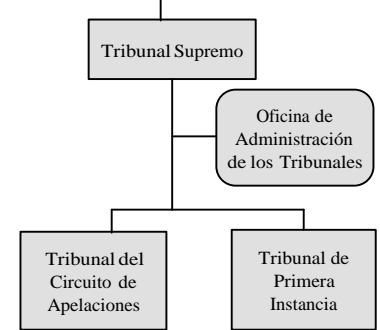 Tribunal Supremo
Oficina de
Administración
de los Tribunales
Tribunal del
Circuito de
Apelaciones
Tribunal de
Primera
Instancia